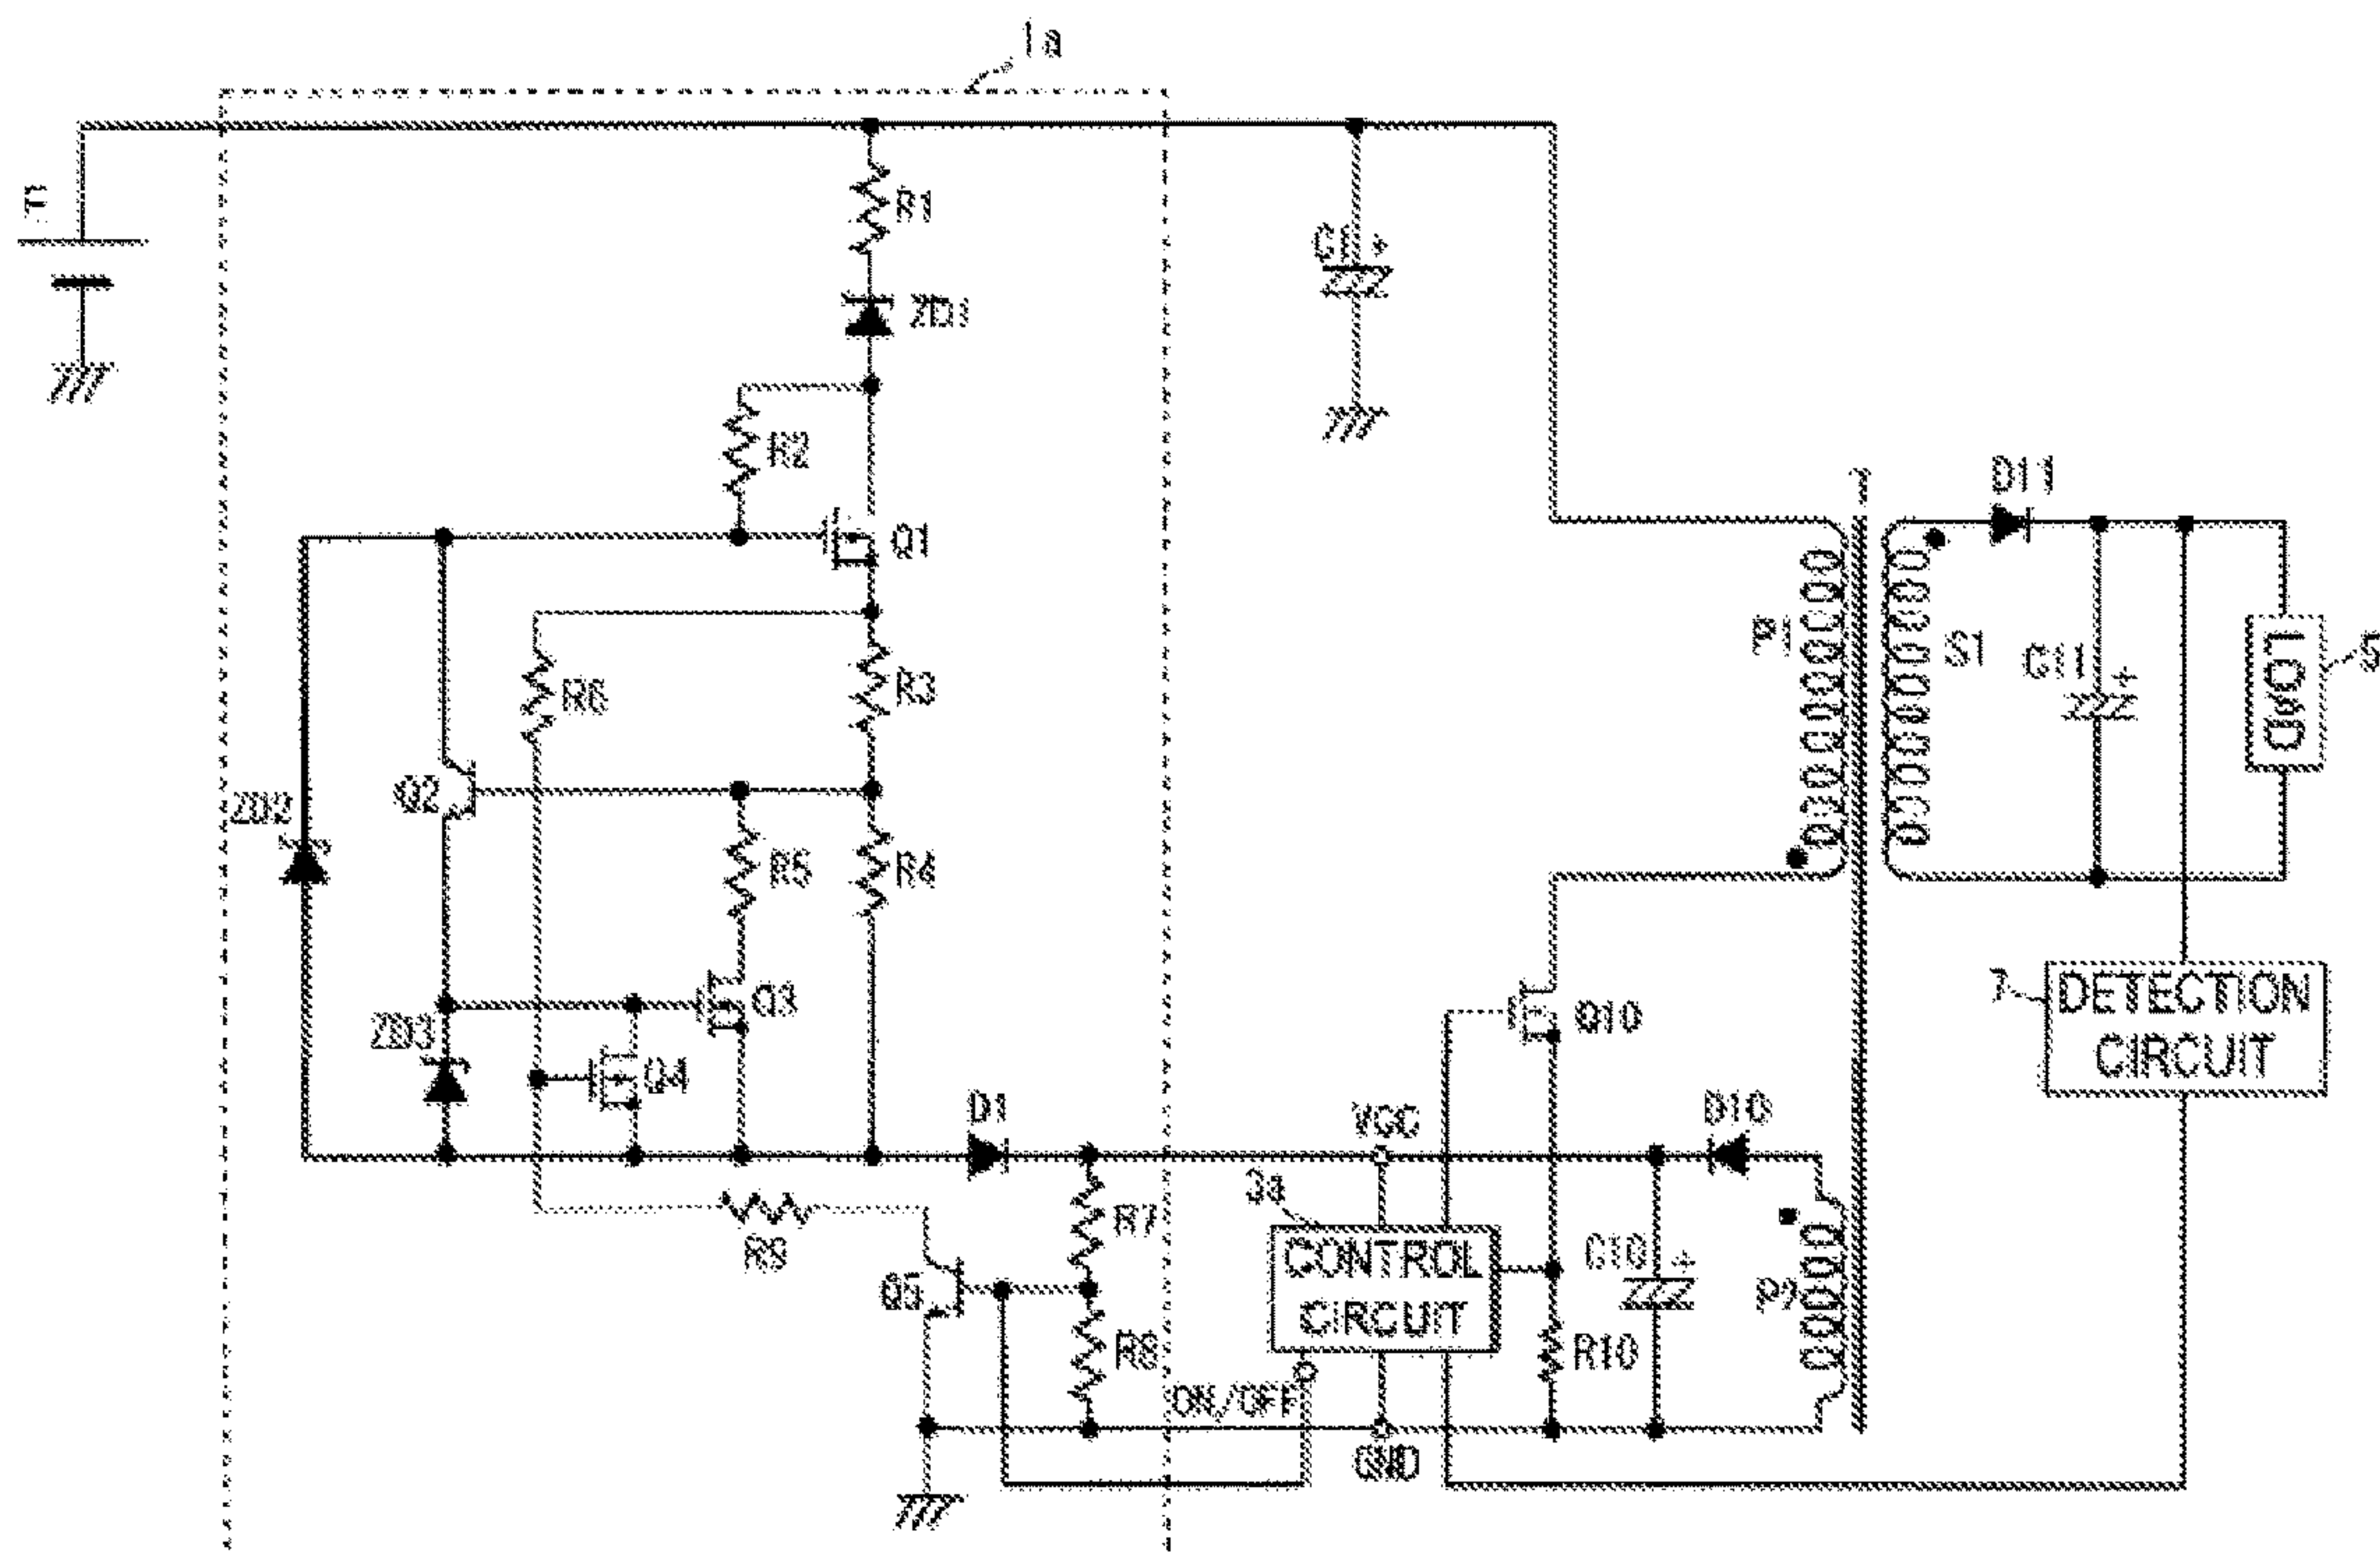 1a
E
R1
C1
+
ZD1
R2
D11
Q1
P1
S1
C11
+
LOAD
5
R6
R3
Q2
ZD2
R5
R4
Q3
Q10
7
DETECTION
CIRCUIT
ZD3
Q4
D1
VCC
D10
3a
R7
R9
CONTROL
CIRCUIT
C10
+
P2
Q5
R8
R10
ON/OFF
GND